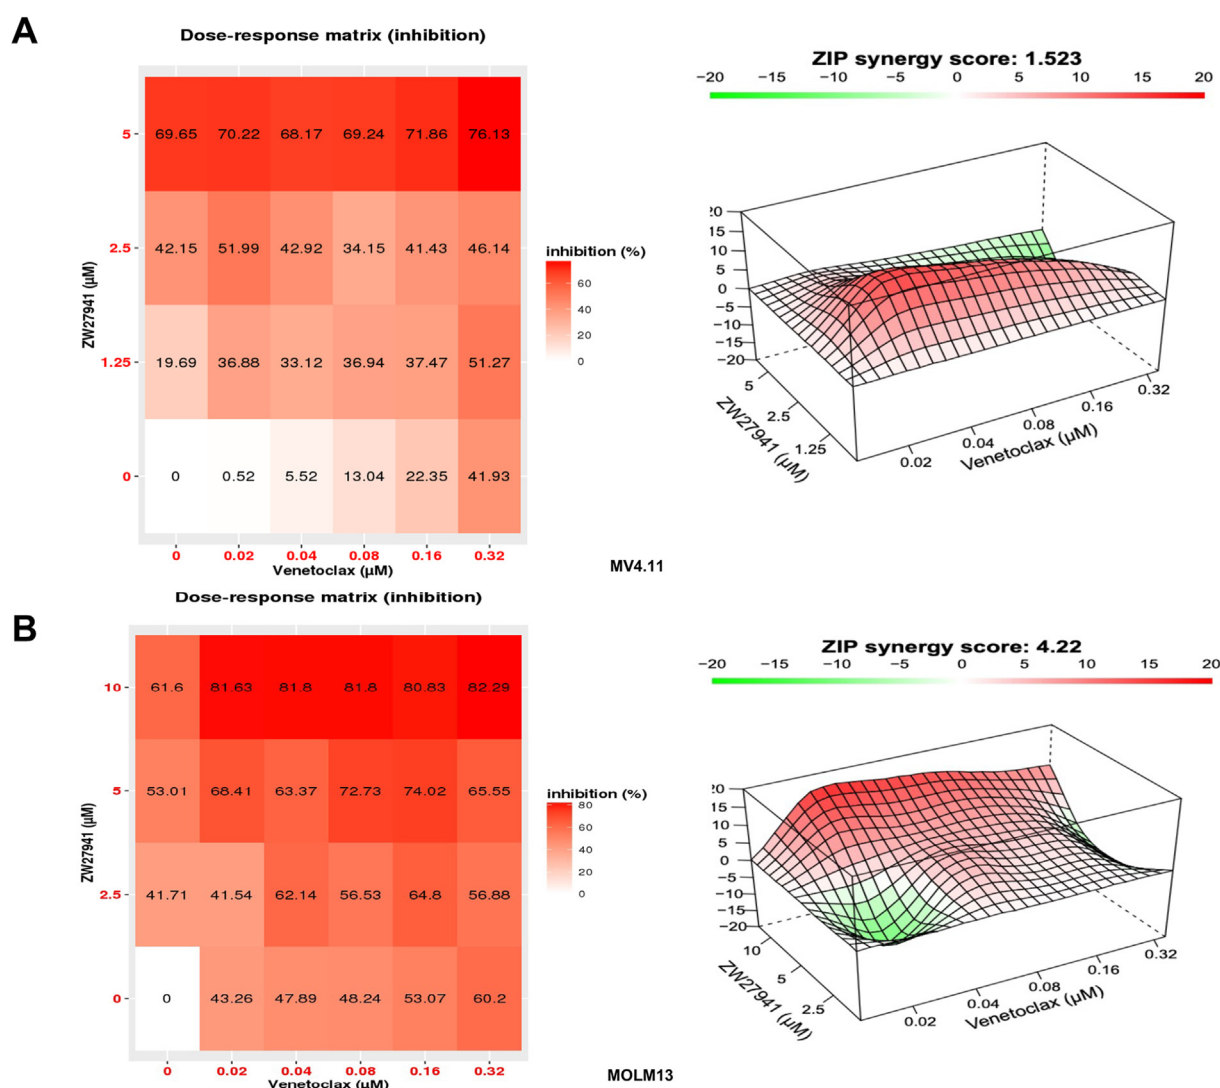 A
Dose-response matrix (inhibition)
5
69.65 70.22 68.17 69.24 71.86 76.13
2.5
42.15 51.99 42.92 34.15 41.43 46.14
1.25
19.69 36.88 33.12 36.94 37.47 51.27
0
0 0.52 5.52 13.04 22.35 41.93
0 0.02 0.04 0.08 0.16 0.32
ZW27941 (µM)
Venetoclax (µM)
inhibition (%)
60
40
20
0
ZIP synergy score: 1.523
−20 −15 −10 −5 0 5 10 15 20
20
15
10
5
0
−5
−10
−15
−20
5
2.5
1.25
ZW27941 (µM)
0.02
0.04
0.08
0.16
0.32
Venetoclax (µM)
MV4.11
B
Dose-response matrix (inhibition)
10
61.6 81.63 81.8 81.8 80.83 82.29
5
53.01 68.41 63.37 72.73 74.02 65.55
2.5
41.71 41.54 62.14 56.53 64.8 56.88
0
0 43.26 47.89 48.24 53.07 60.2
0 0.02 0.04 0.08 0.16 0.32
ZW27941 (µM)
Venetoclax (µM)
inhibition (%)
80
60
40
20
0
ZIP synergy score: 4.22
−20 −15 −10 −5 0 5 10 15 20
20
15
10
5
0
−5
−10
−15
−20
10
5
2.5
ZW27941 (µM)
0.02
0.04
0.08
0.16
0.32
Venetoclax (µM)
MOLM13